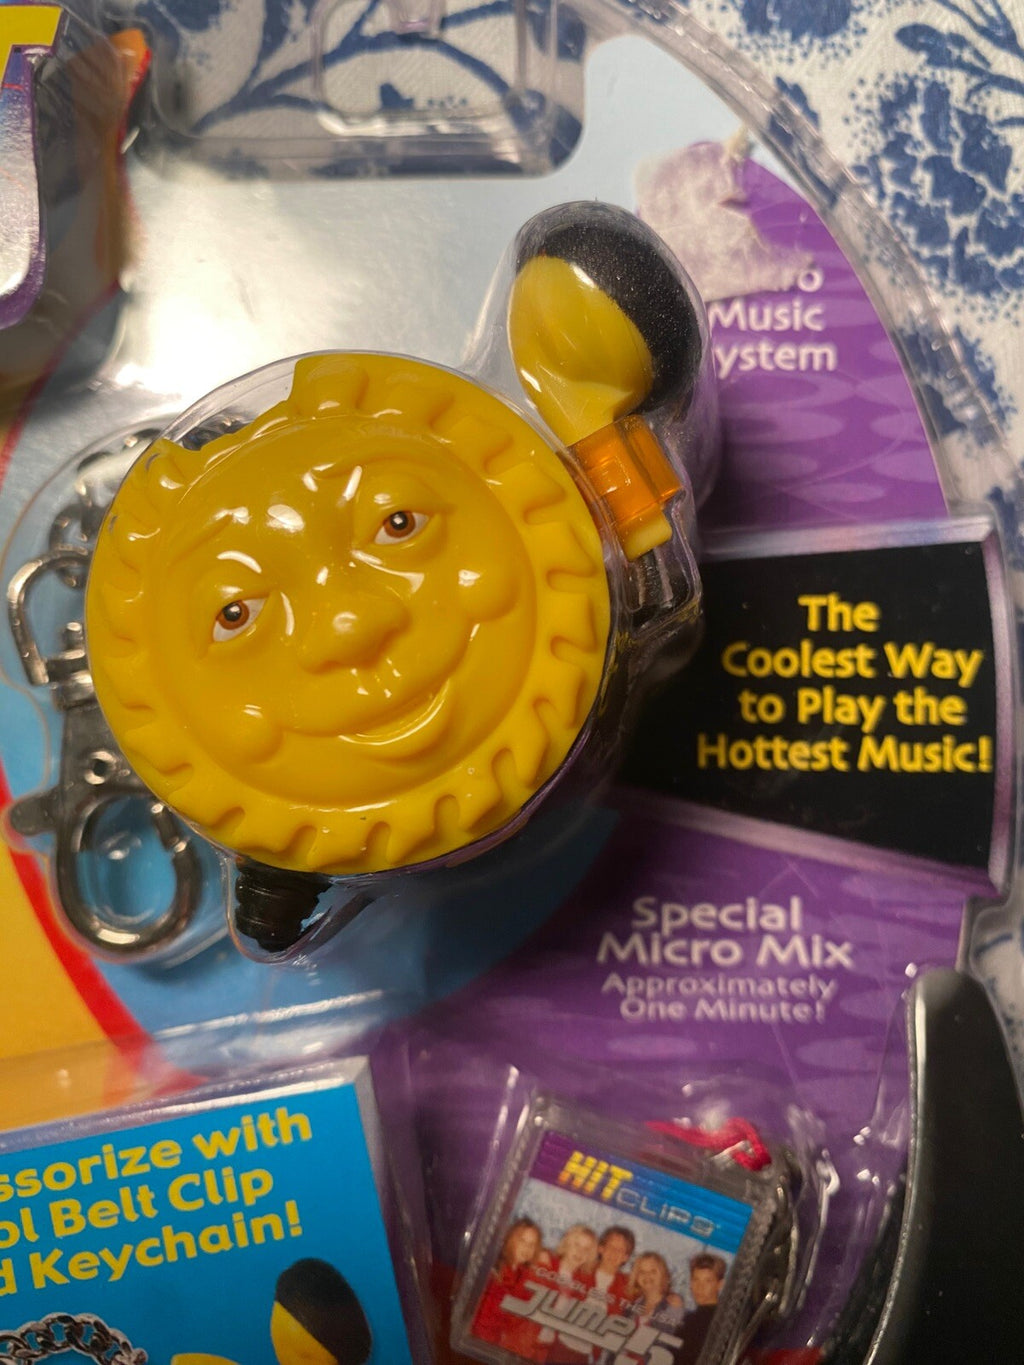 Music
ystem
The
Coolest Way
to Play the
Hottest Music!
Special
Micro Mix
Approximately
One Minute!
ssorize with
ol Belt Clip
d Keychain!
HIT
CLIPS
Jump5